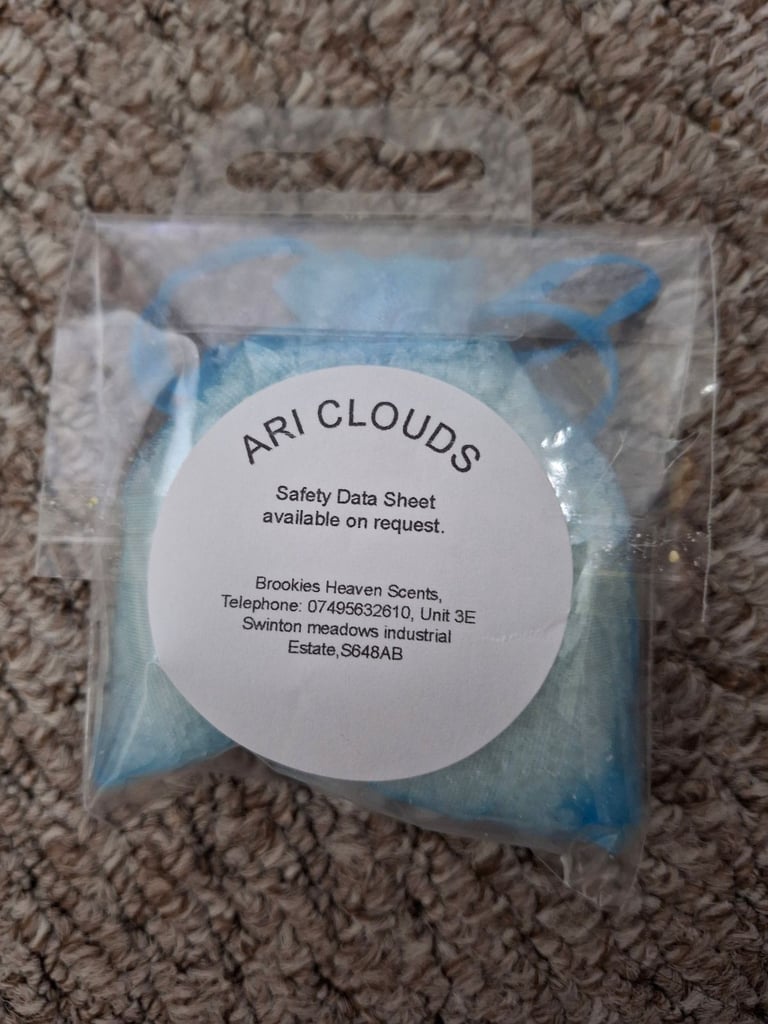 ARI CLOUDS
Safety Data Sheet
available on request.
Brookies Heaven Scents,
Telephone: 07495632610, Unit 3E
Swinton meadows industrial
Estate,S648AB